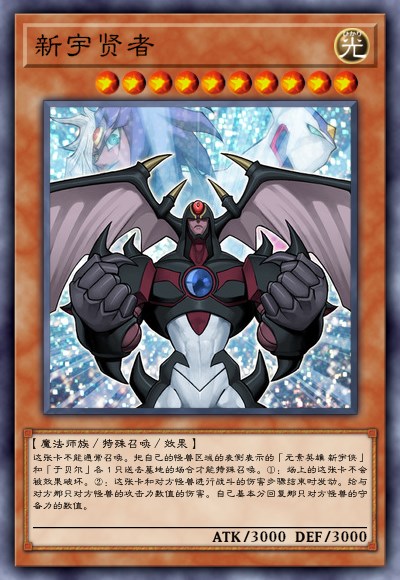 新宇贤者
光
【魔法师族/特殊召唤/效果】
这张卡不能通常召唤。把自己的怪兽区域的表侧表示的「元素英雄 新宇侠」
和「于贝尔」各1只送去墓地的场合才能特殊召唤。①:场上的这张卡不会
被效果破坏。②:这张卡和对方怪兽进行战斗的伤害步骤结束时发动。给与
对方那只对方怪兽的攻击力数值的伤害。自己基本分回复那只对方怪兽的守
备力的数值。
ATK/3000 DEF/3000